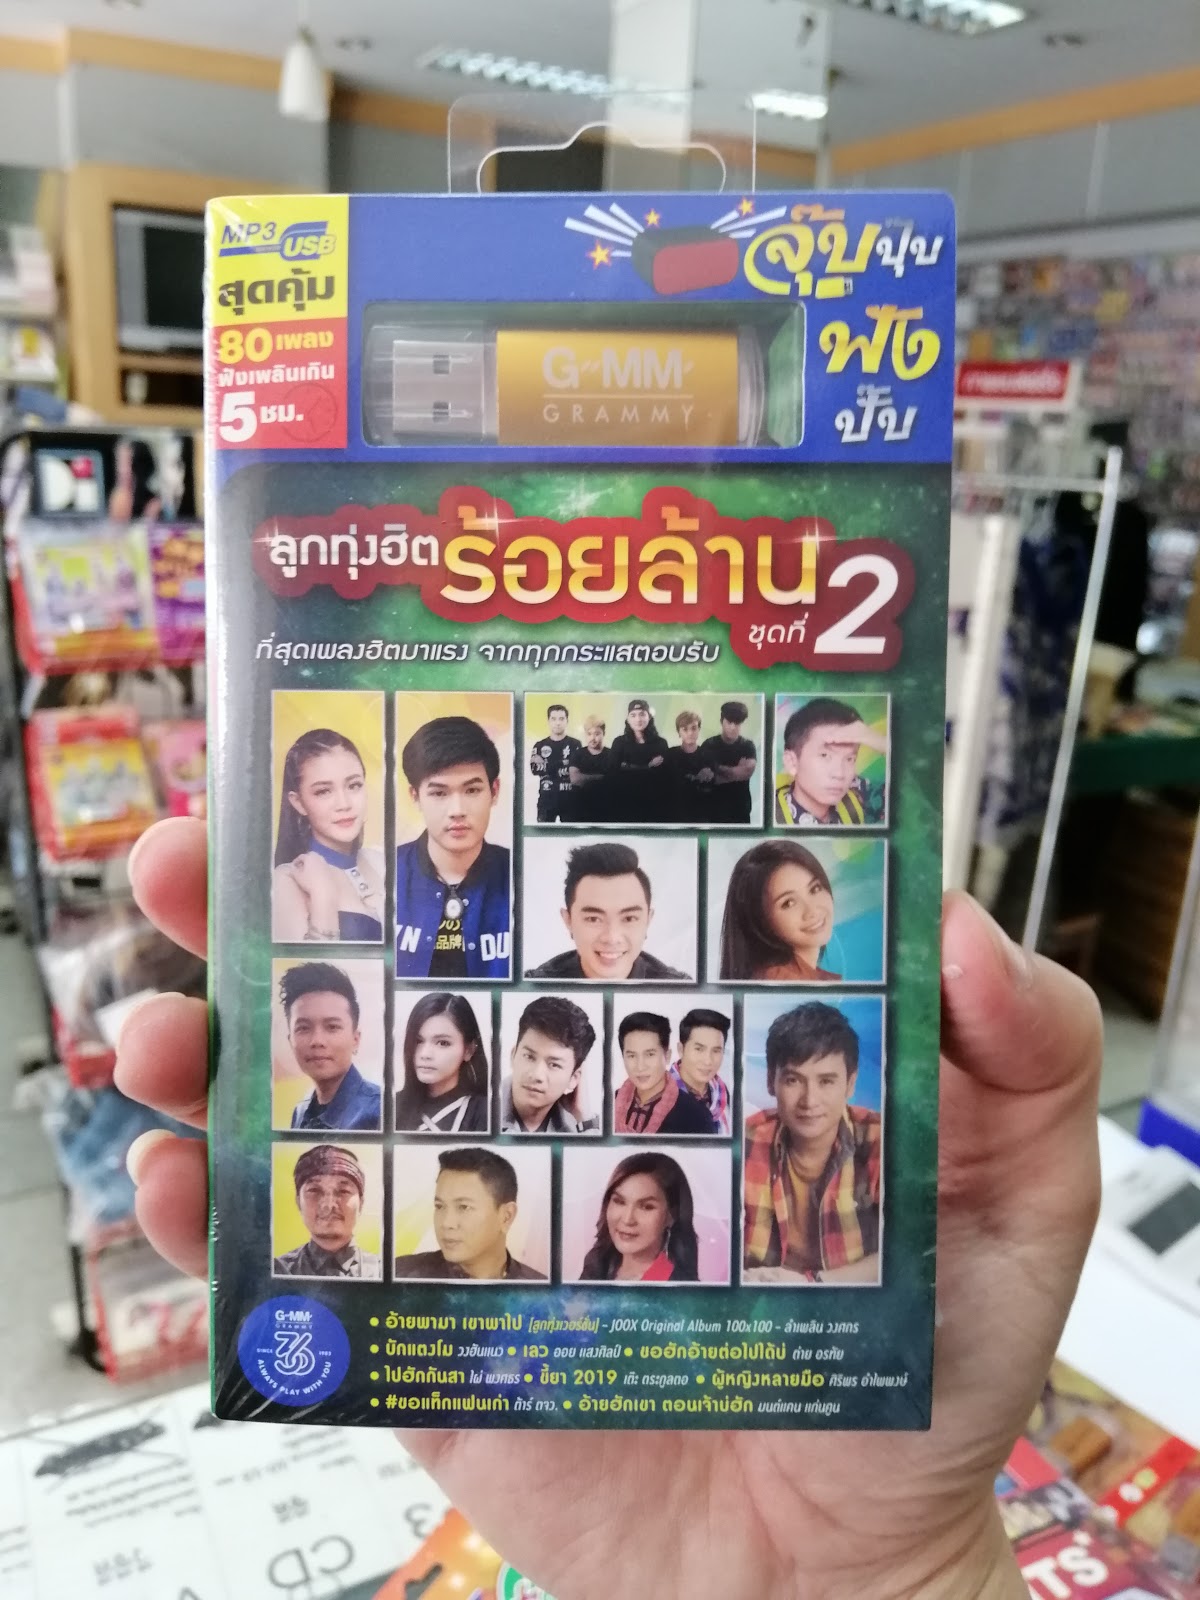 MP3
USB
สุดคุ้ม
80 เพลง
ฟังเพลินเกิน
5 ชม.
G"MM'
GRAMMY
จุ๊บปุ๊บ
ฟัง
ปั๊บ
ลูกทุ่งฮิต
ร้อยล้าน
ชุดที่ 2
ที่สุดเพลงฮิตมาแรง จากทุกกระแสตอบรับ
G"MM'
GRAMMY
SINCE 36 1983
ALWAYS PLAY WITH YOU
• อ้ายพามา เขาพาไป [ลูกทุ่งเวอร์ชั่น] - JOOX Original Album 100x100 - ลำเพลิน วงศกร
• บักแตงโม วงฮันแนว • เลว ออย แสงศิลป์ • ขอฮักอ้ายต่อไปได้บ่ ต่าย อรทัย
• ไปฮักกันสา ไผ่ พงศธร • ขี้ยา 2019 เต๊ะ ตระกูลตอ • ผู้หญิงหลายมือ ศิริพร อำไพพงษ์
• #ขอแท็กแฟนเก่า ต้าร์ ตจว. • อ้ายฮักเขา ตอนเจ้าบ่ฮัก มนต์แคน แก่นคูน
CD